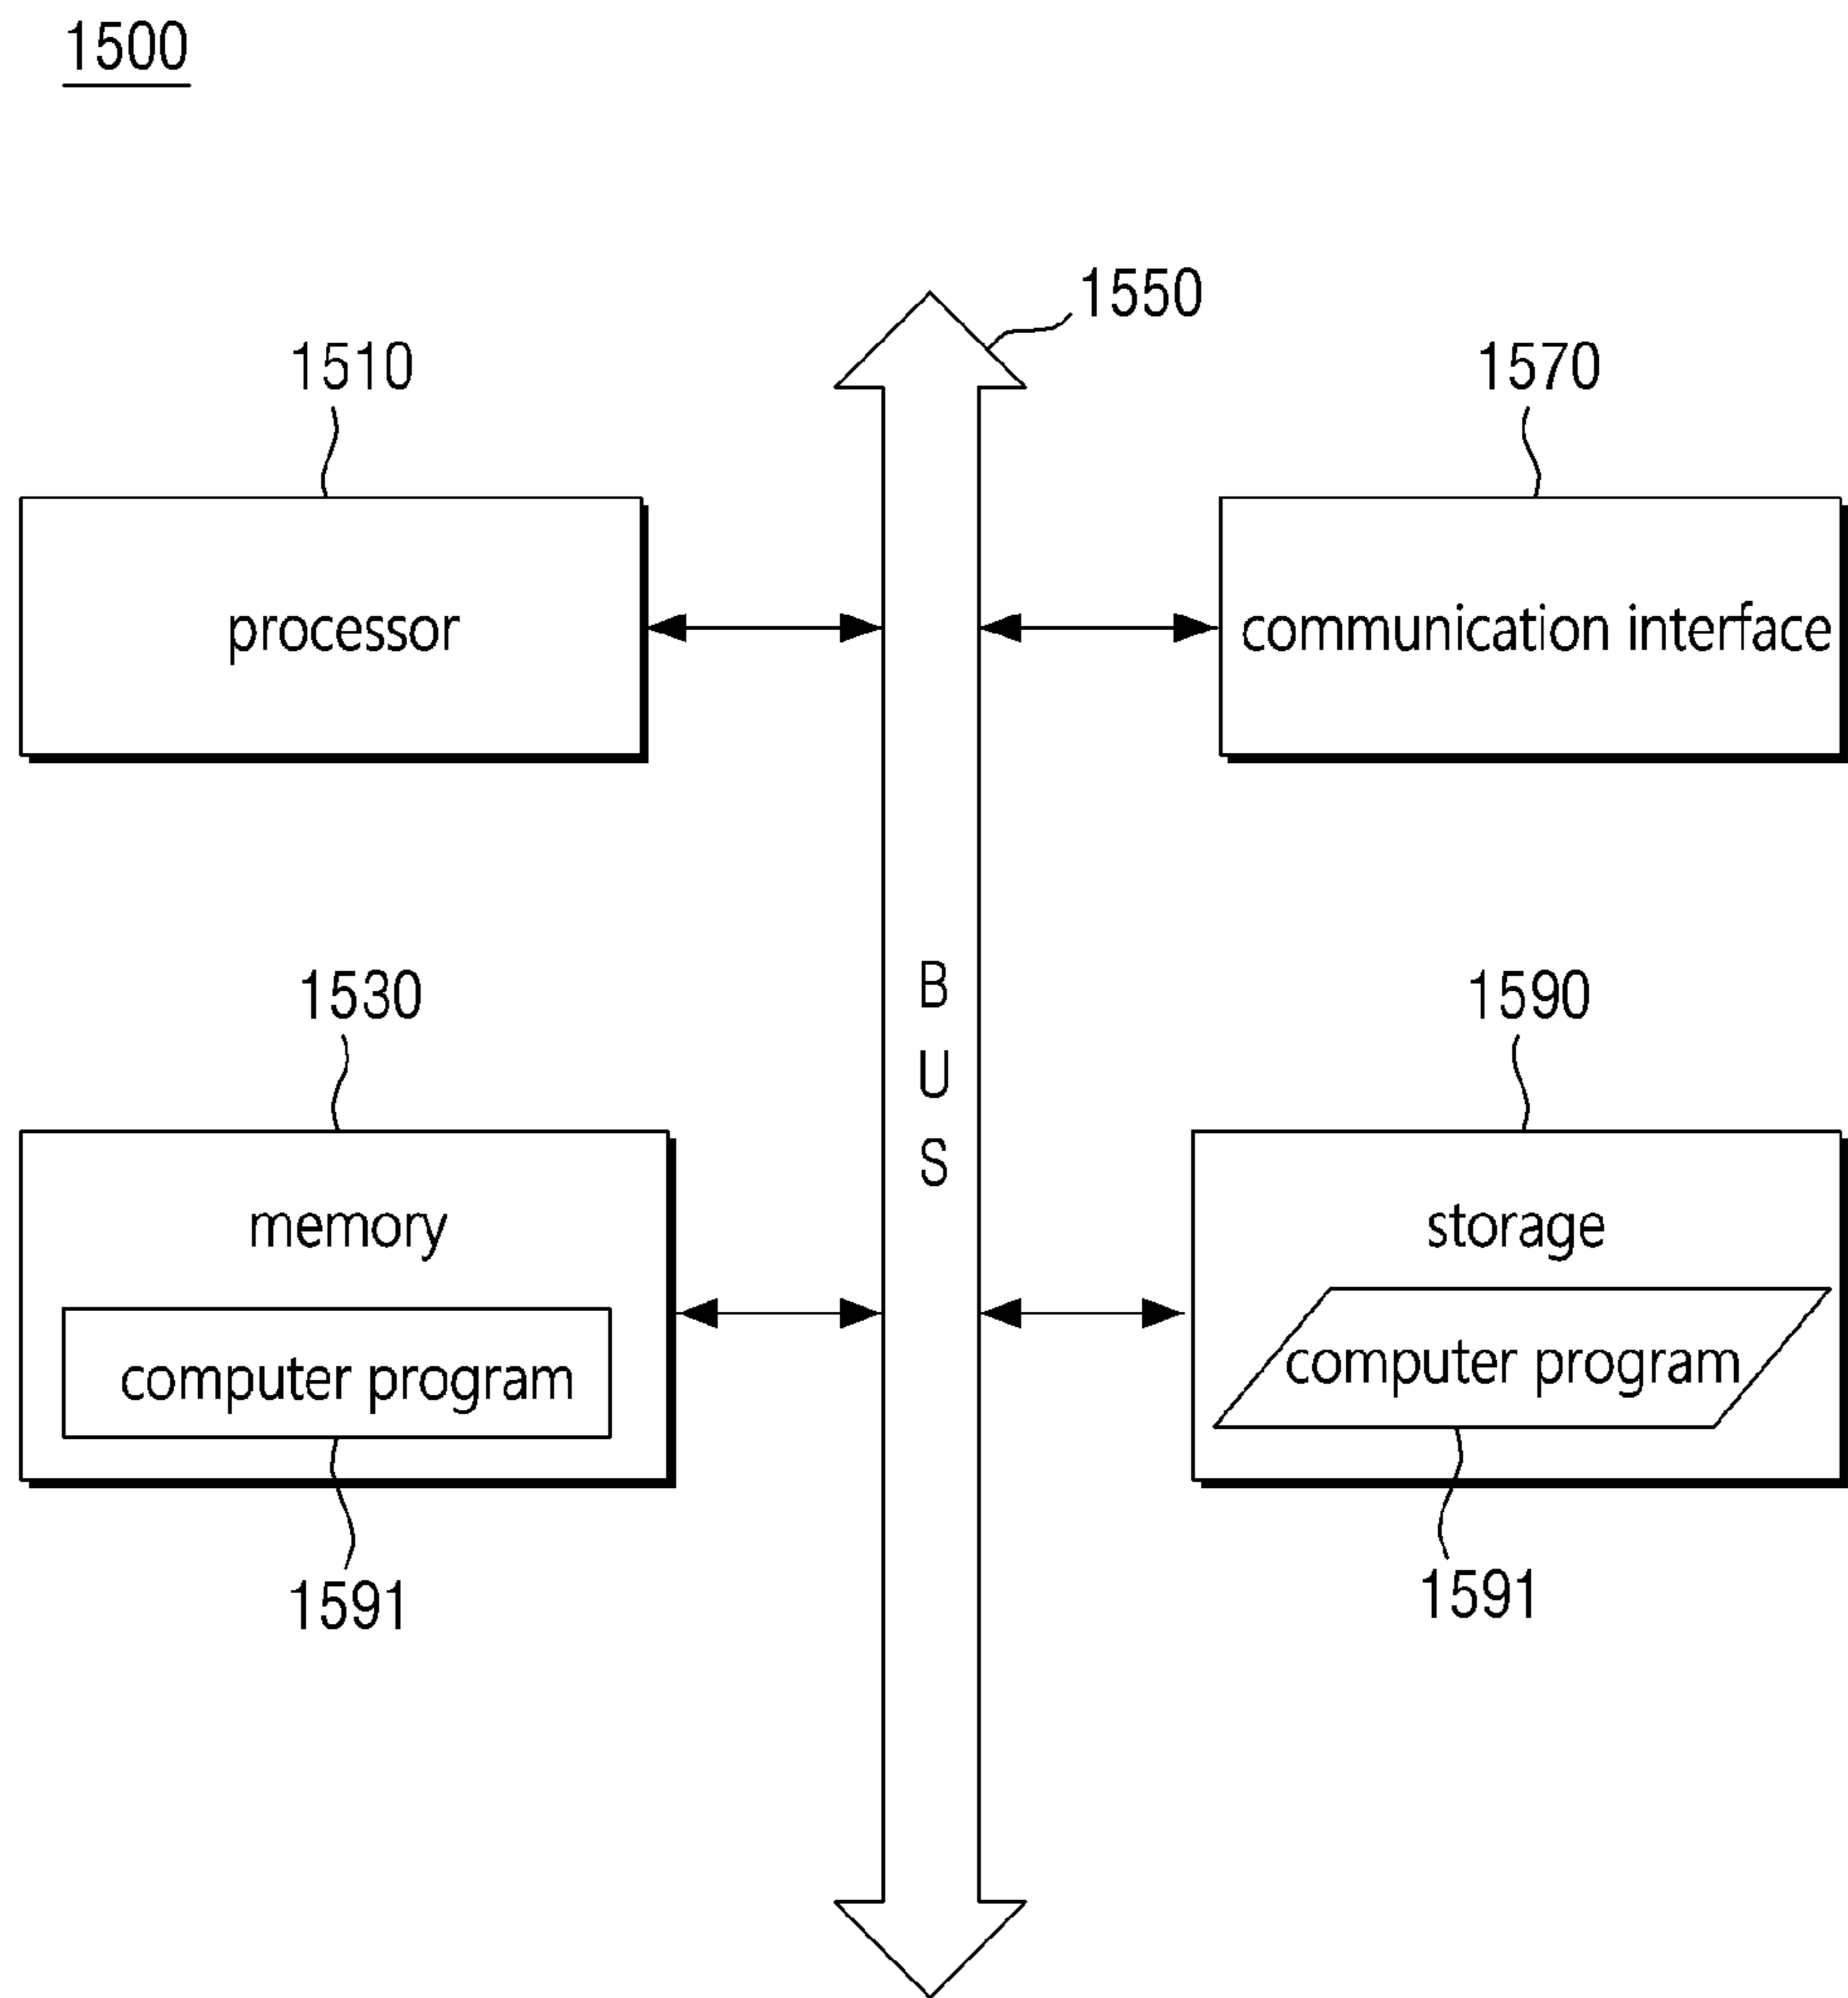 1500
1550
1510
1570
processor
communication interface
1530
1590
B
U
S
memory
storage
computer program
computer program
1591
1591